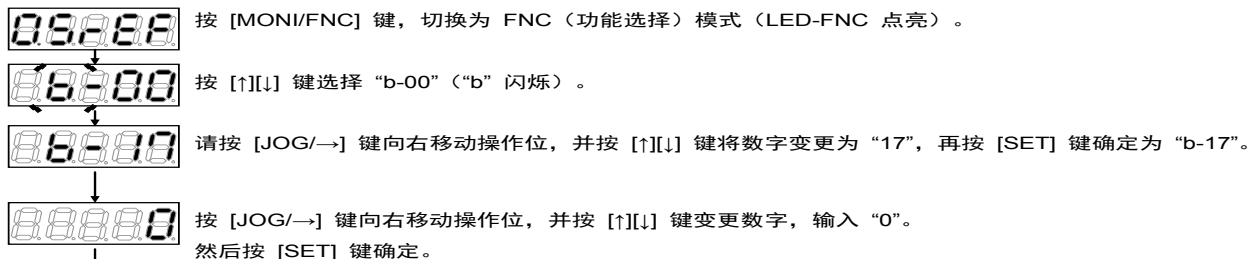 0.SrEF 按 [MONI/FNC] 键，切换为 FNC（功能选择）模式（LED-FNC 点亮）。
b-00 按 [↑][↓] 键选择 “b-00”（“b” 闪烁）。
b-17 请按 [JOG/→] 键向右移动操作位，并按 [↑][↓] 键将数字变更为 “17”，再按 [SET] 键确定为 “b-17”。
0 按 [JOG/→] 键向右移动操作位，并按 [↑][↓] 键变更数字，输入 “0”。
然后按 [SET] 键确定。